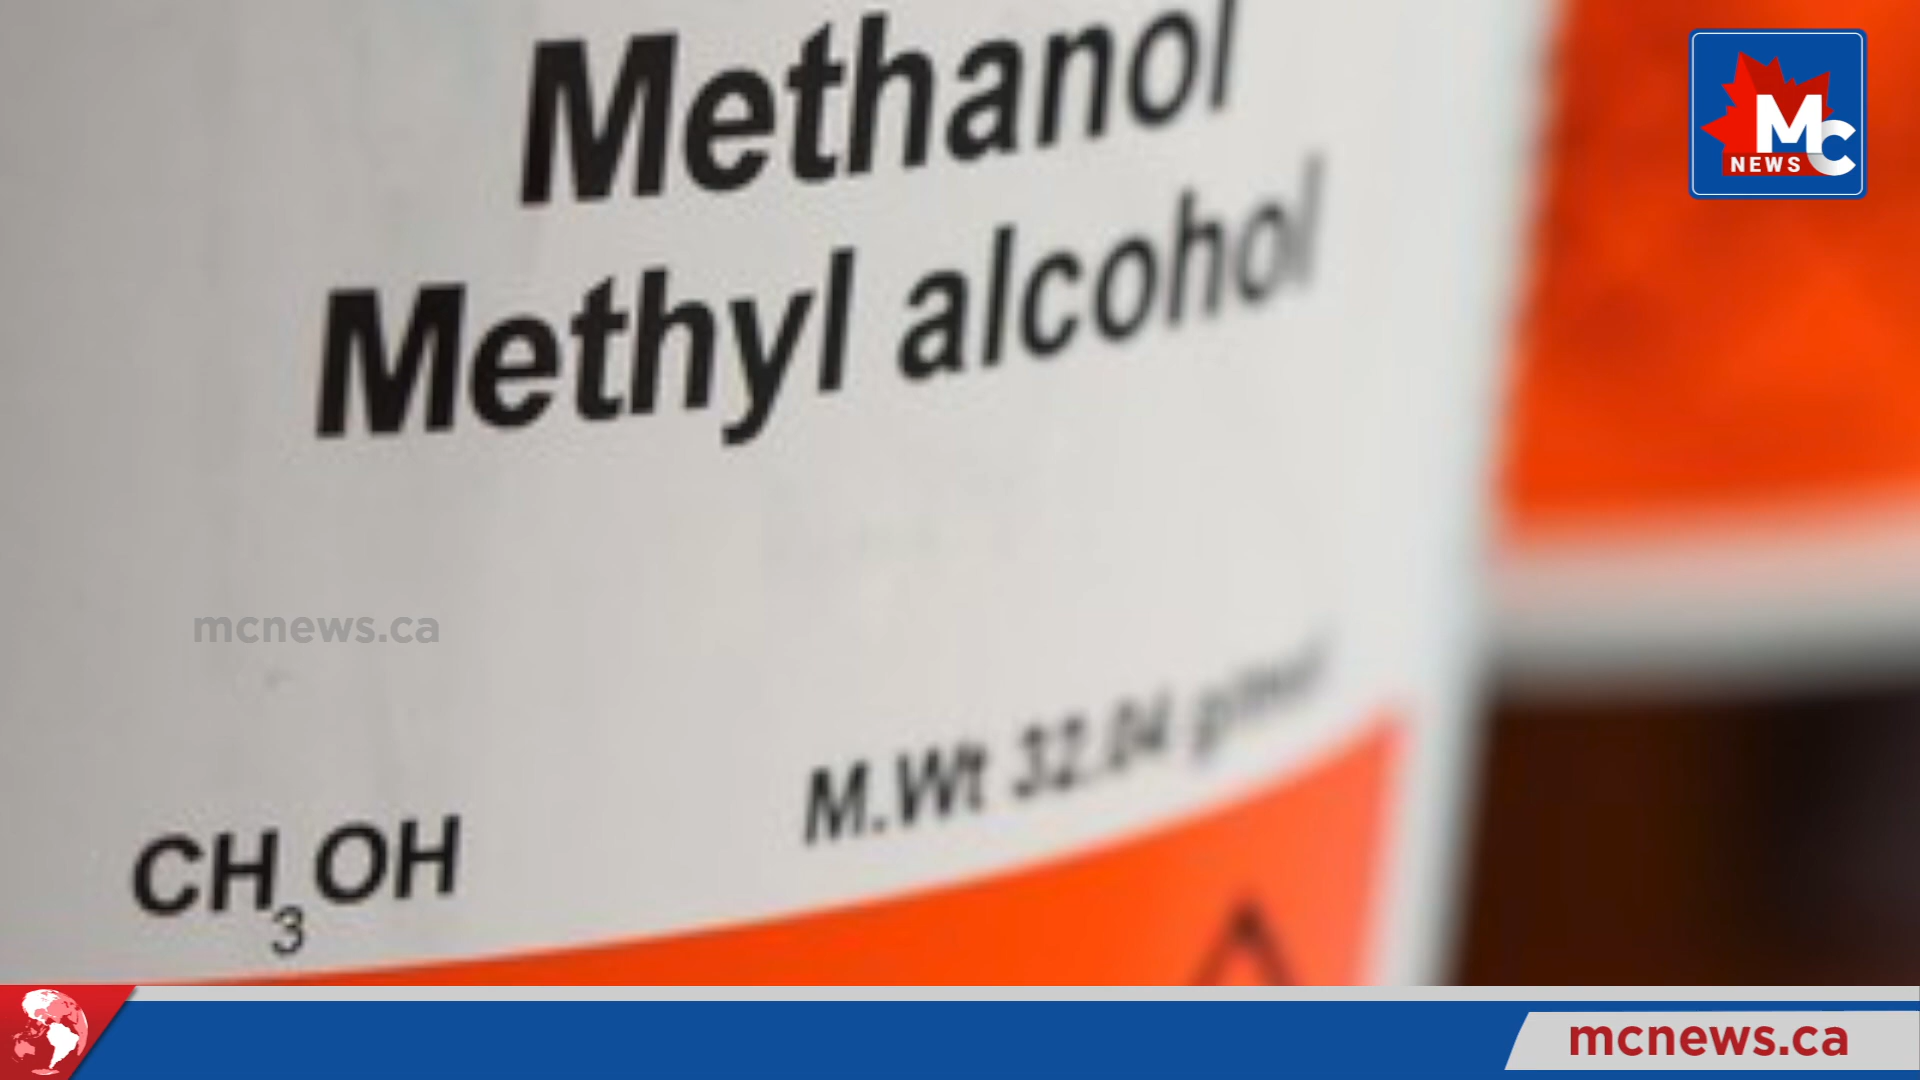 Methanol
Methyl alcohol
MC
NEWS
mcnews.ca
M.Wt 32.04
CH₃OH
mcnews.ca